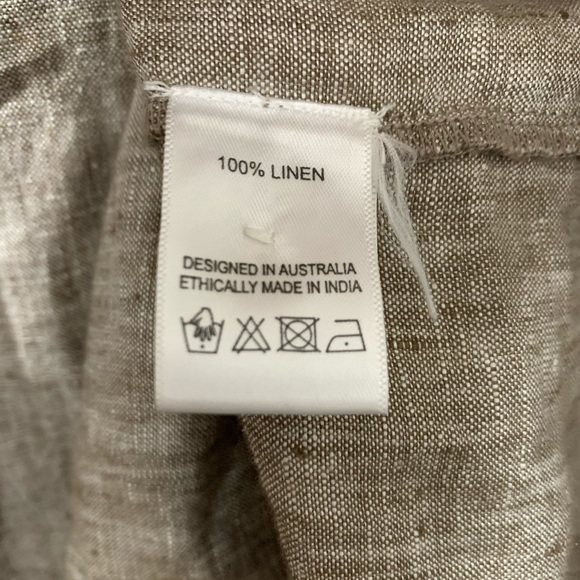 100% LINEN
DESIGNED IN AUSTRALIA
ETHICALLY MADE IN INDIA